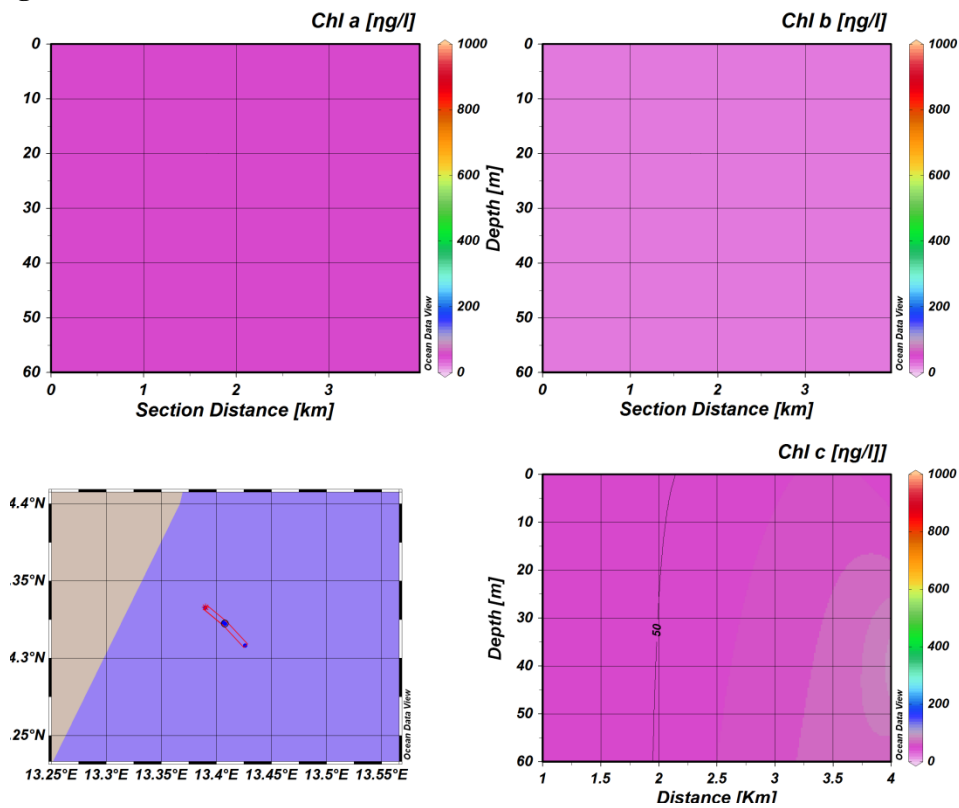 Chl a [ηg/l]
0
10
20
30
40
50
60
0 1 2 3
Section Distance [km]
1000
800
600
400
200
0
Ocean Data View
Chl b [ηg/l]
Depth [m]
0
10
20
30
40
50
60
0 1 2 3
Section Distance [km]
1000
800
600
400
200
0
Ocean Data View
4.4°N
.35°N
4.3°N
.25°N
13.25°E 13.3°E 13.35°E 13.4°E 13.45°E 13.5°E 13.55°E
Ocean Data View
Chl c [ηg/l]]
Depth [m]
0
10
20
30
40
50
60
50
1 1.5 2 2.5 3 3.5 4
Distance [Km]
1000
800
600
400
200
0
Ocean Data View